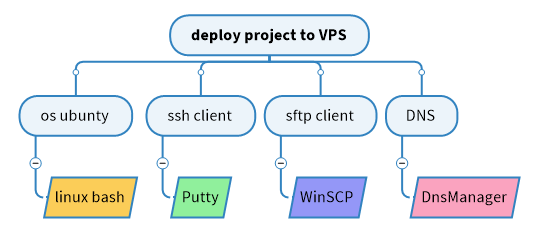 deploy project to VPS
os ubunty
ssh client
sftp client
DNS
linux bash
Putty
WinSCP
DnsManager